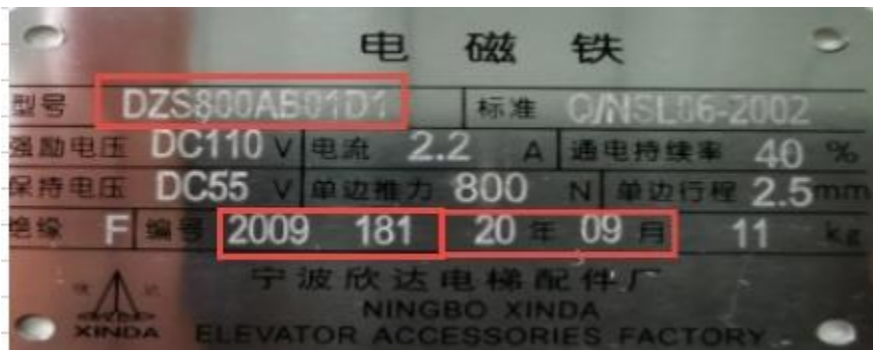 电磁铁
型号 DZS800AB01D1 标准 Q/NSL06-2002
强励电压 DC110 V 电流 2.2 A 通电持续率 40 %
保持电压 DC55 V 单边推力 800 N 单边行程 2.5mm
绝缘 F 编号 2009 181 20 年 09 月 11 kg
宁波欣达电梯配件厂
NINGBO XINDA
XINDA ELEVATOR ACCESSORIES FACTORY